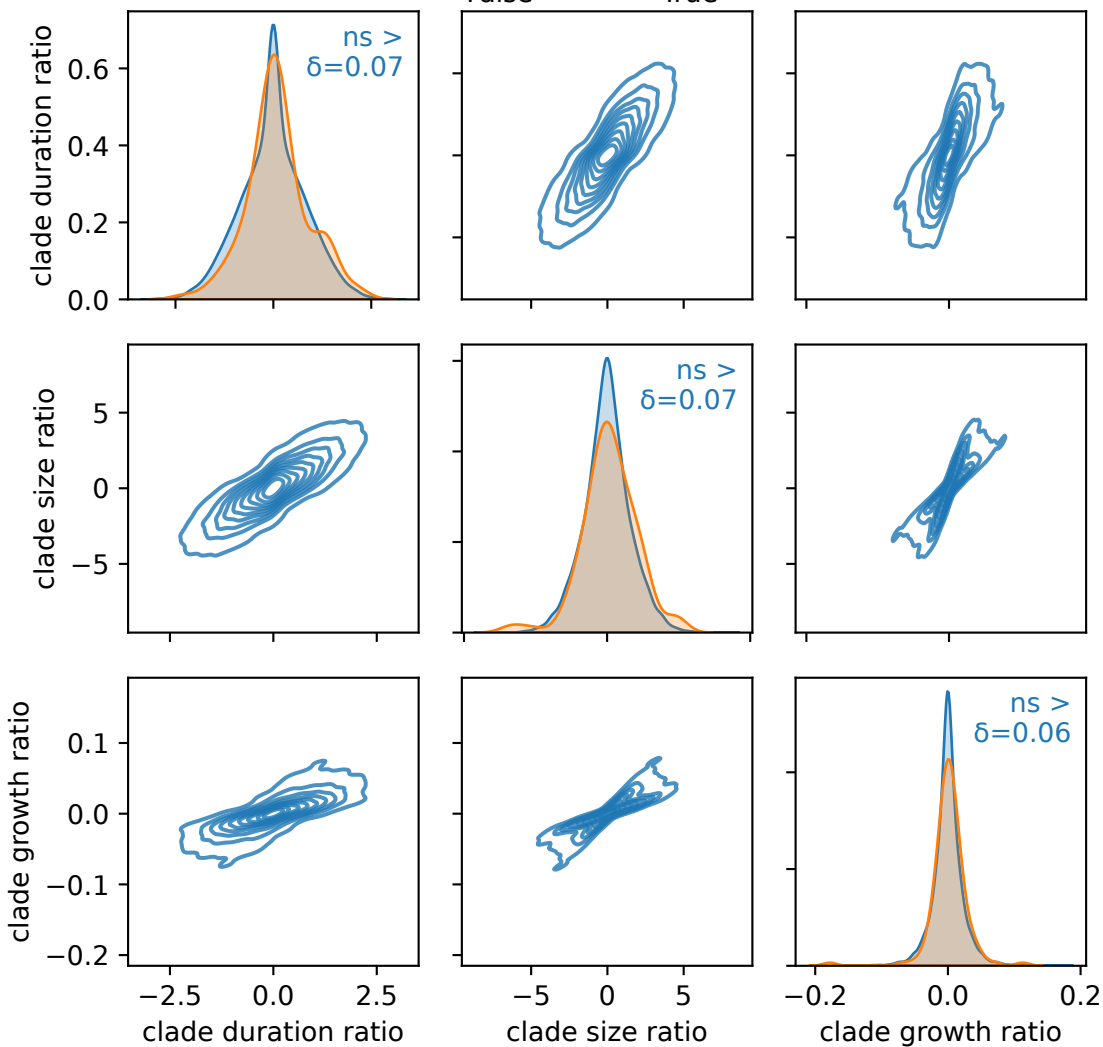 True
clade duration ratio
0.6
0.4
0.2
0.0
ns >
δ=0.07
clade size ratio
5
0
−5
ns >
δ=0.07
clade growth ratio
0.1
0.0
−0.1
−0.2
ns >
δ=0.06
−2.5 0.0 2.5
−5 0 5
−0.2 0.0 0.2
clade duration ratio
clade size ratio
clade growth ratio